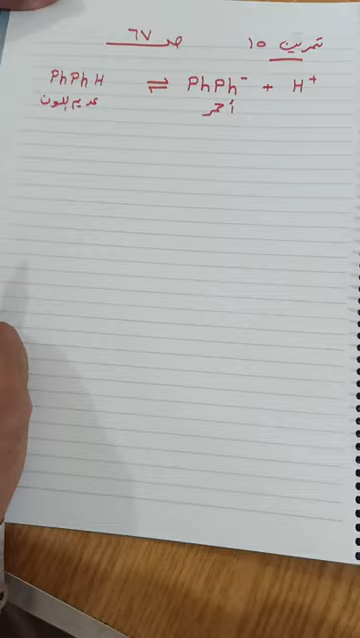 تمرين ١٥ ص ٦٧
PhPhH ⇌ PhPh⁻ + H⁺
عديم اللون أحمر